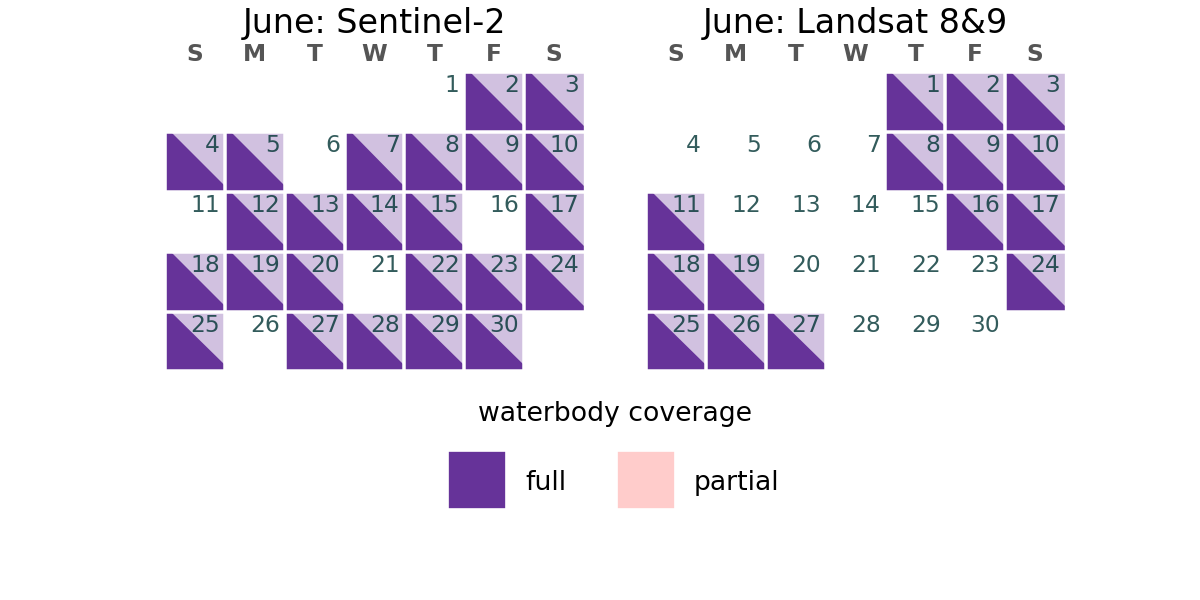 June: Sentinel-2
S M T W T F S
1 2 3
4 5 6 7 8 9 10
11 12 13 14 15 16 17
18 19 20 21 22 23 24
25 26 27 28 29 30
June: Landsat 8&9
S M T W T F S
1 2 3
4 5 6 7 8 9 10
11 12 13 14 15 16 17
18 19 20 21 22 23 24
25 26 27 28 29 30
waterbody coverage
full partial